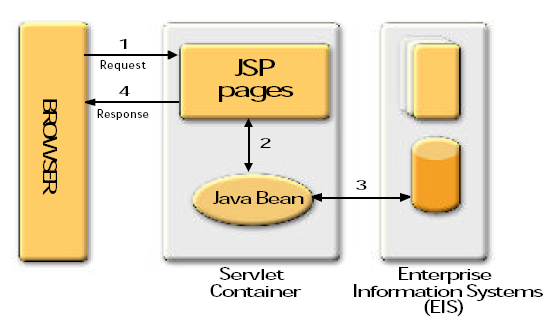 BROWSER
1
Request
4
Response
JSP
pages
2
Java Bean
3
Servlet
Container
Enterprise
Information Systems
(EIS)